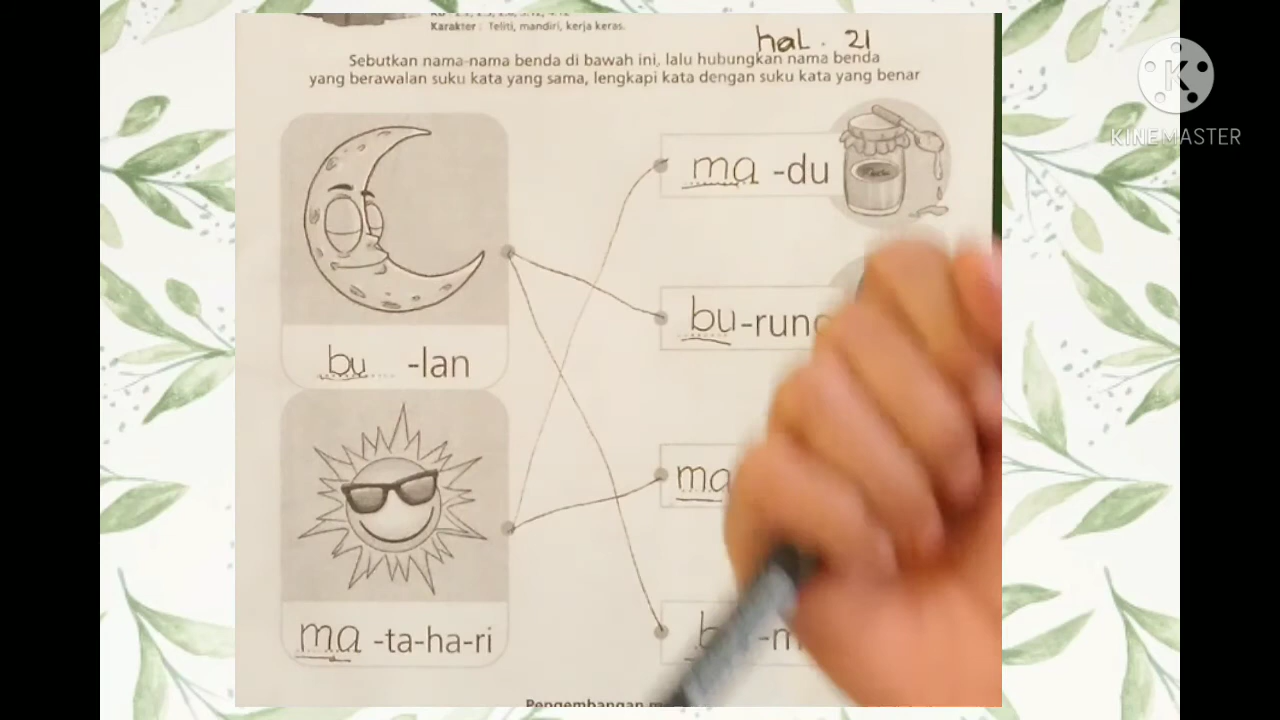 Karakter : Teliti, mandiri, kerja keras.
hal. 21
Sebutkan nama-nama benda di bawah ini, lalu hubungkan nama benda
yang berawalan suku kata yang sama, lengkapi kata dengan suku kata yang benar
KINEMASTER
ma -du
bu-rung
bu -lan
ma
ma -ta-ha-ri
Pengembangan